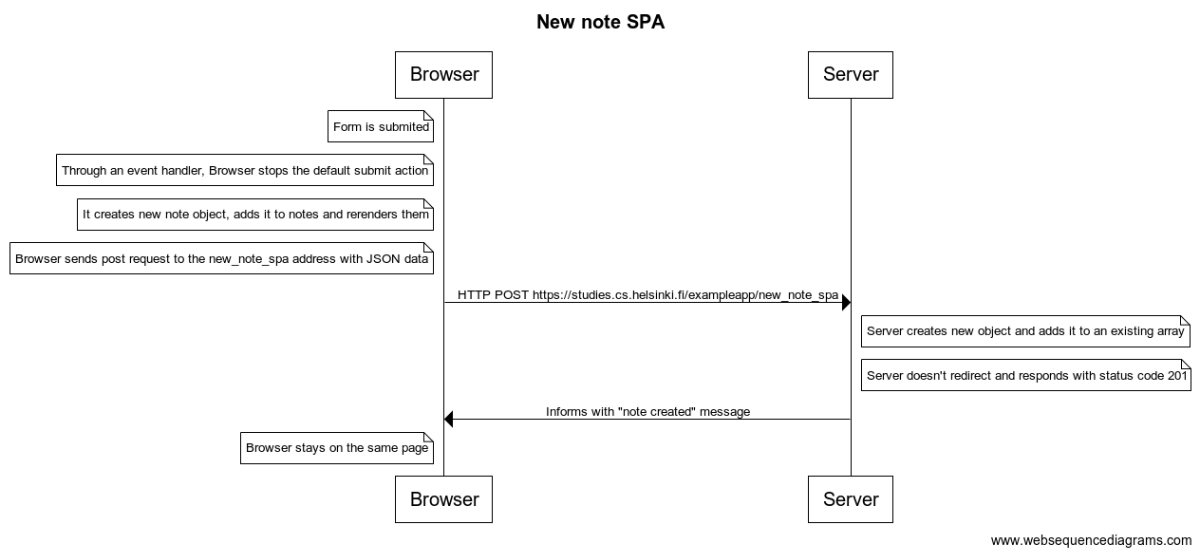 New note SPA
Browser
Server
Form is submited
Through an event handler, Browser stops the default submit action
It creates new note object, adds it to notes and rerenders them
Browser sends post request to the new_note_spa address with JSON data
HTTP POST https://studies.cs.helsinki.fi/exampleapp/new_note_spa
Server creates new object and adds it to an existing array
Server doesn't redirect and responds with status code 201
Informs with "note created" message
Browser stays on the same page
Browser
Server
www.websequencediagrams.com